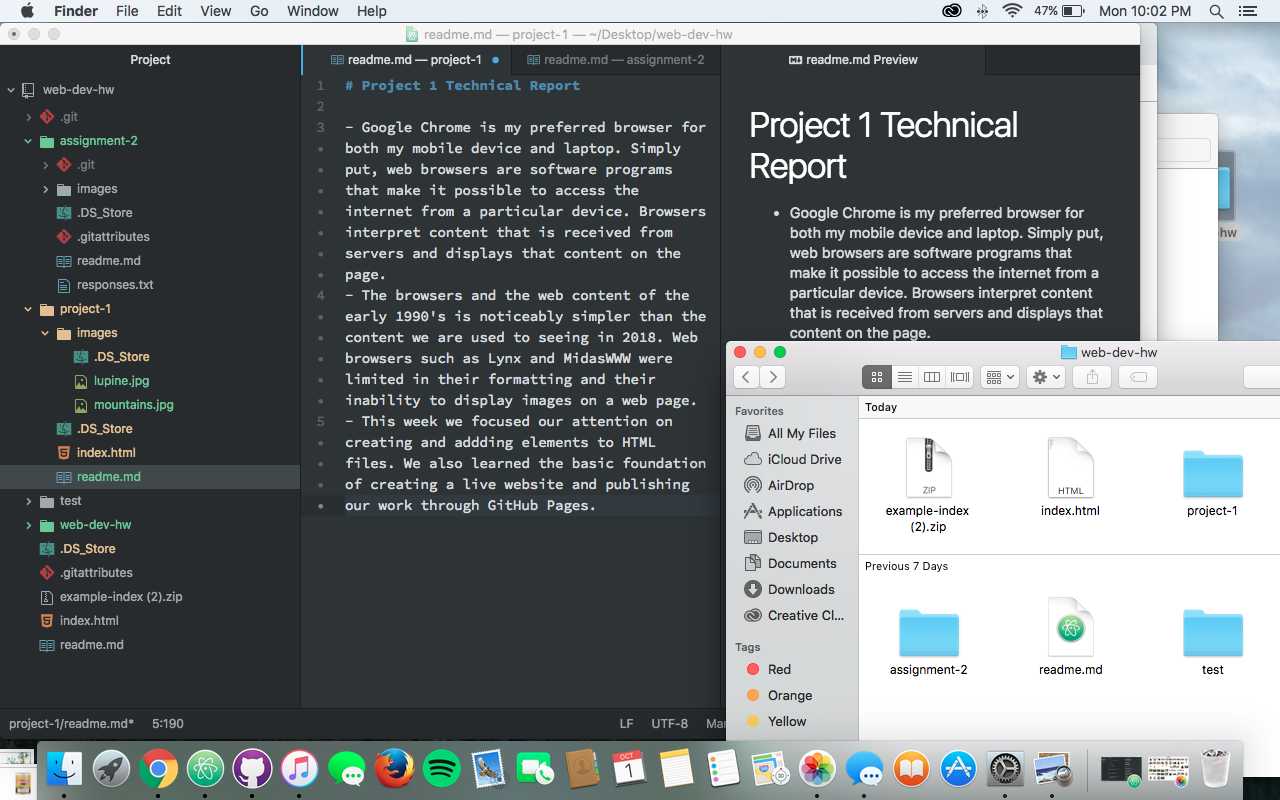 Finder File Edit View Go Window Help 47% Mon 10:02 PM
readme.md — project-1 — ~/Desktop/web-dev-hw
Project
web-dev-hw
.git
assignment-2
.git
images
.DS_Store
.gitattributes
readme.md
responses.txt
project-1
images
.DS_Store
lupine.jpg
mountains.jpg
.DS_Store
index.html
readme.md
test
web-dev-hw
.DS_Store
.gitattributes
example-index (2).zip
index.html
readme.md
project-1/readme.md* 5:190
readme.md — project-1 readme.md — assignment-2
1 # Project 1 Technical Report
2
3 - Google Chrome is my preferred browser for
both my mobile device and laptop. Simply
put, web browsers are software programs
that make it possible to access the
internet from a particular device. Browsers
interpret content that is received from
servers and displays that content on the
page.
4 - The browsers and the web content of the
early 1990's is noticeably simpler than the
content we are used to seeing in 2018. Web
browsers such as Lynx and MidasWWW were
limited in their formatting and their
inability to display images on a web page.
5 - This week we focused our attention on
creating and addding elements to HTML
files. We also learned the basic foundation
of creating a live website and publishing
our work through GitHub Pages.
LF UTF-8 Mar
readme.md Preview
Project 1 Technical
Report
• Google Chrome is my preferred browser for
both my mobile device and laptop. Simply put,
web browsers are software programs that
make it possible to access the internet from a
particular device. Browsers interpret content
that is received from servers and displays that
content on the page.
-hw
web-dev-hw
Favorites
All My Files
iCloud Drive
AirDrop
Applications
Desktop
Documents
Downloads
Creative Cl...
Tags
Red
Orange
Yellow
Today
ZIP HTML
example-index
(2).zip
index.html
project-1
Previous 7 Days
assignment-2
readme.md
test
OCT
1
3D